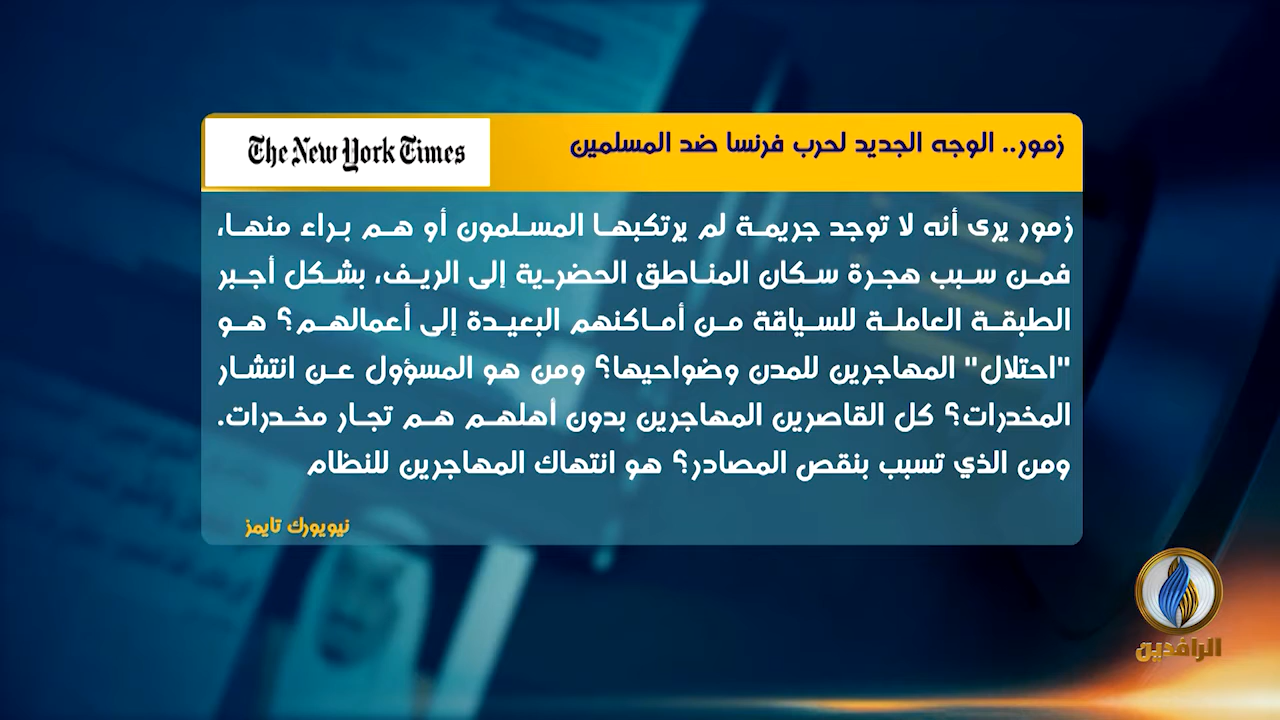 زمور.. الوجه الجديد لحرب فرنسا ضد المسلمين
The New York Times
زمور يرى أنه لا توجد جريمة لم يرتكبها المسلمون أو هم براء منها،
فمن سبب هجرة سكان المناطق الحضرية إلى الريف، بشكل أجبر
الطبقة العاملة للسياقة من أماكنهم البعيدة إلى أعمالهم؟ هو
"احتلال" المهاجرين للمدن وضواحيها؟ ومن هو المسؤول عن انتشار
المخدرات؟ كل القاصرين المهاجرين بدون أهلهم هم تجار مخدرات.
ومن الذي تسبب بنقص المصادر؟ هو انتهاك المهاجرين للنظام
نيويورك تايمز
الرافدين